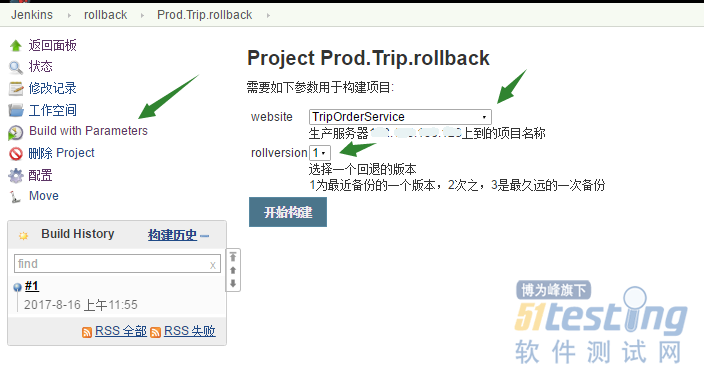 Jenkins rollback Prod.Trip.rollback
返回面板
状态
修改记录
工作空间
Build with Parameters
删除 Project
配置
Move
Project Prod.Trip.rollback
需要如下参数用于构建项目:
website TripOrderService
生产服务器上到的项目名称
rollversion 1
选择一个回退的版本
1为最近备份的一个版本，2次之，3是最久远的一次备份
开始构建
Build History 构建历史
find x
#1
2017-8-16 上午11:55
RSS 全部 RSS 失败
博为峰旗下
51testing
软件测试网